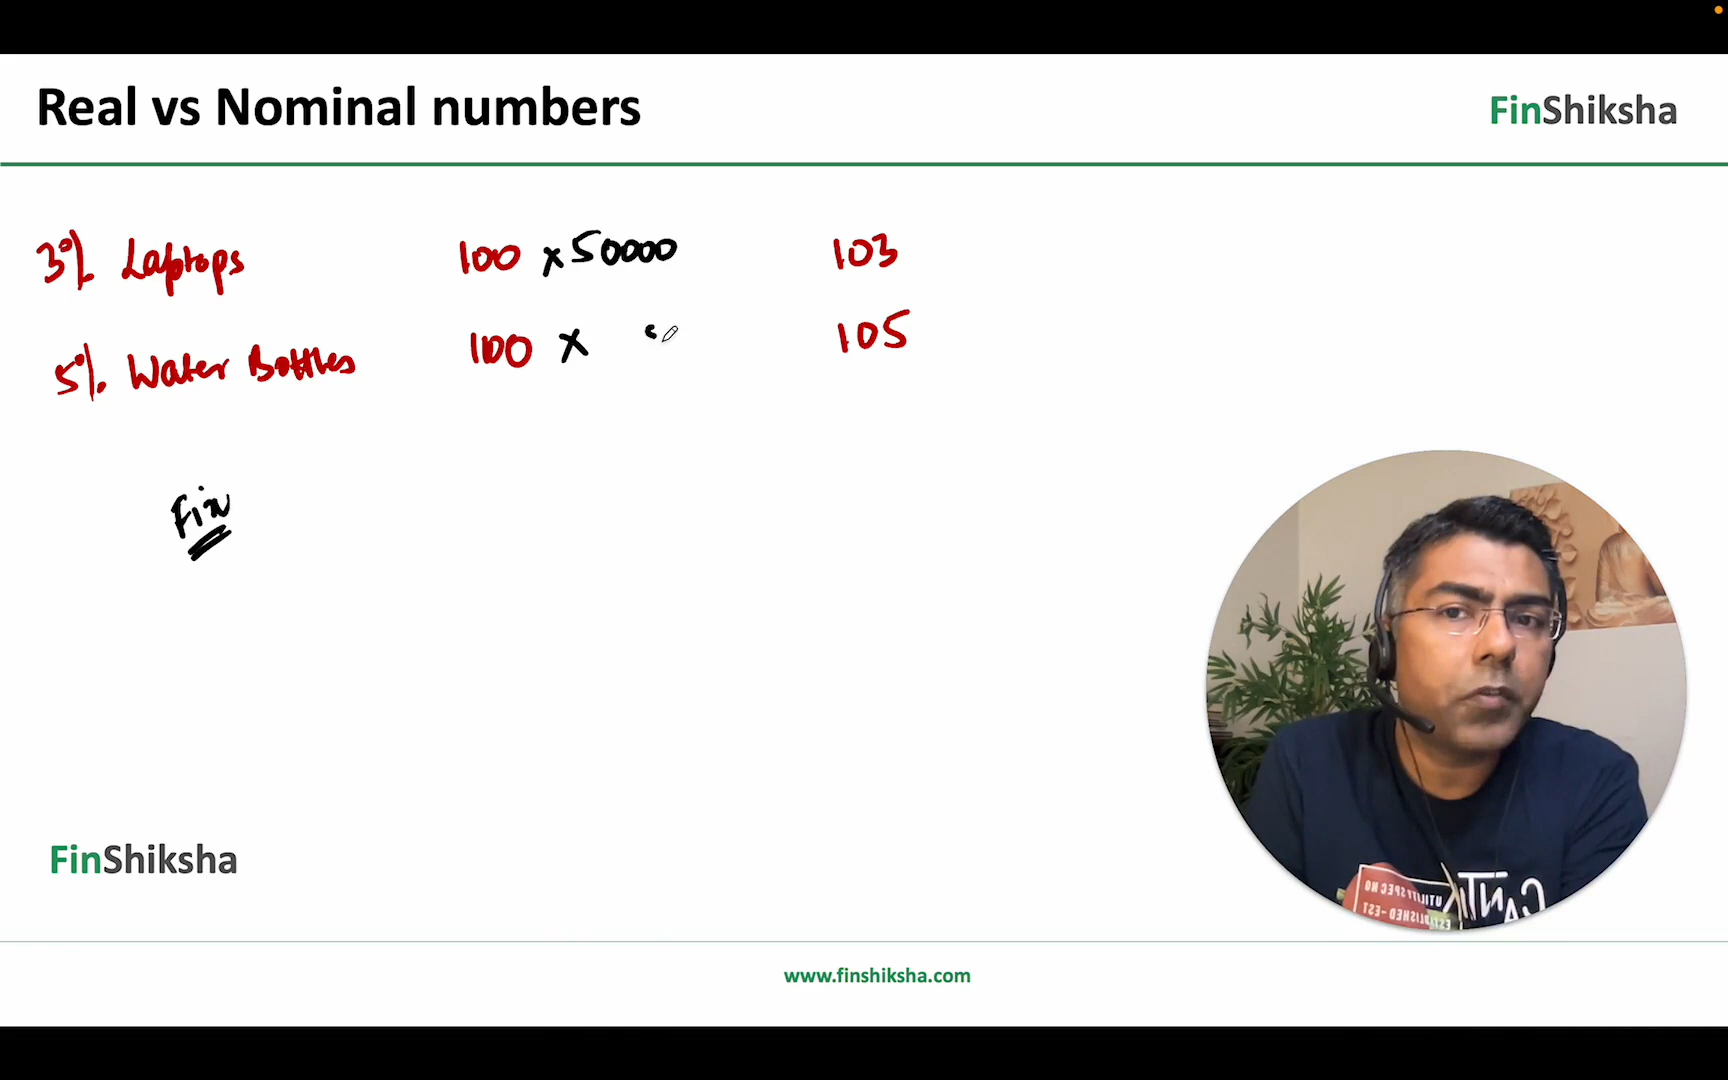 Real vs Nominal numbers
FinShiksha
3% Laptops 100 x 50000 103
5% Water Bottles 100 x 105
Fix
FinShiksha
www.finshiksha.com